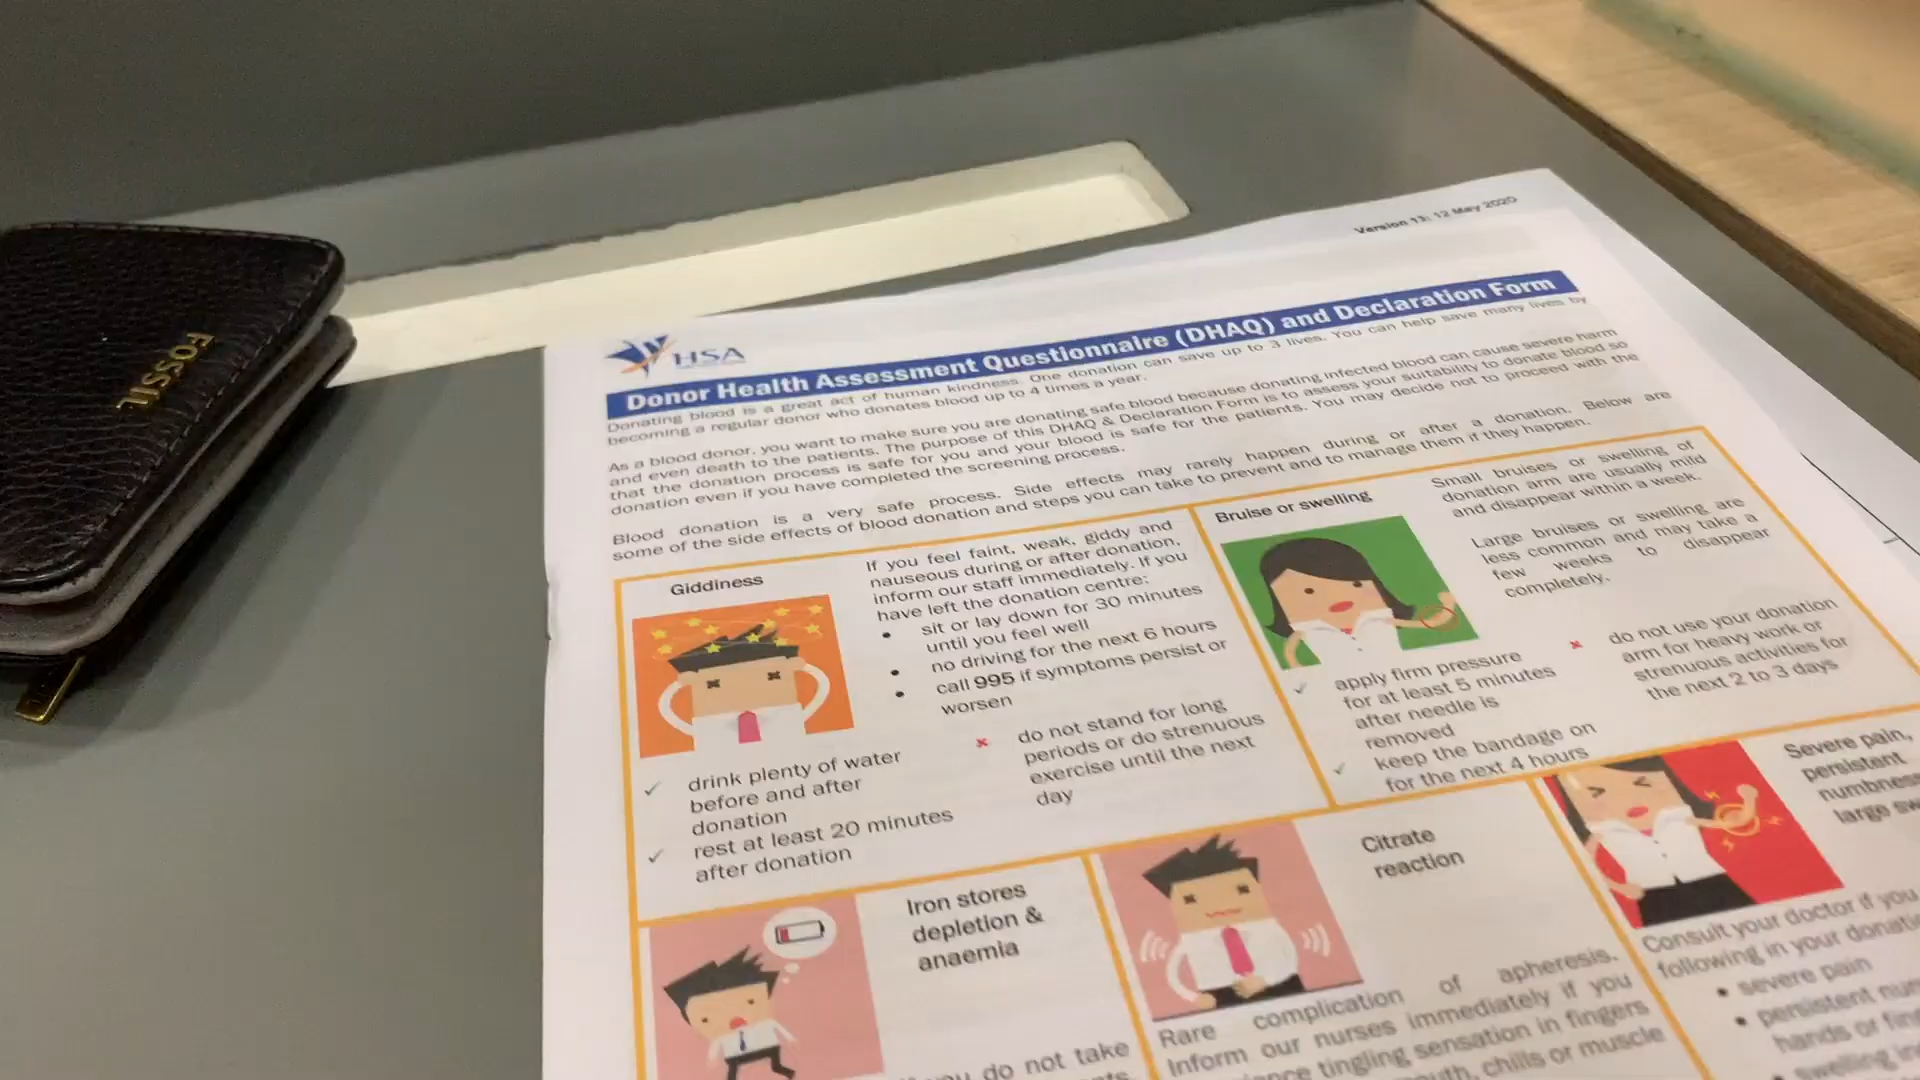 FOSSIL
Version 13: 12 May 2020
HSA
Donor Health Assessment Questionnaire (DHAQ) and Declaration Form
Donating blood is a great act of human kindness. One donation can save up to 3 lives. You can help save many lives by
becoming a regular donor who donates blood up to 4 times a year.
As a blood donor, you want to make sure you are donating safe blood because donating infected blood can cause severe harm
and even death to the patients. The purpose of this DHAQ & Declaration Form is to assess your suitability to donate blood so
that the donation process is safe for you and your blood is safe for the patients. You may decide not to proceed with the
donation even if you have completed the screening process.
Blood donation is a very safe process. Side effects may rarely happen during or after a donation. Below are
some of the side effects of blood donation and steps you can take to prevent and to manage them if they happen.
Giddiness
If you feel faint, weak, giddy and
nauseous during or after donation,
inform our staff immediately. If you
have left the donation centre:
• sit or lay down for 30 minutes
until you feel well
• no driving for the next 6 hours
• call 995 if symptoms persist or
worsen
✓ drink plenty of water
before and after
donation
✓ rest at least 20 minutes
after donation
× do not stand for long
periods or do strenuous
exercise until the next
day
Bruise or swelling
Small bruises or swelling of
donation arm are usually mild
and disappear within a week.
Large bruises or swelling are
less common and may take a
few weeks to disappear
completely.
✓ apply firm pressure
for at least 5 minutes
after needle is
removed
✓ keep the bandage on
for the next 4 hours
× do not use your donation
arm for heavy work or
strenuous activities for
the next 2 to 3 days
Iron stores
depletion &
anaemia
you do not take
Citrate
reaction
Rare complication of apheresis.
Inform our nurses immediately if you
tingling sensation in fingers
chills or muscle
Severe pain,
persistent
large
Consult your doctor if you
following in your
• severe pain
• persistent
hands or
• swelling